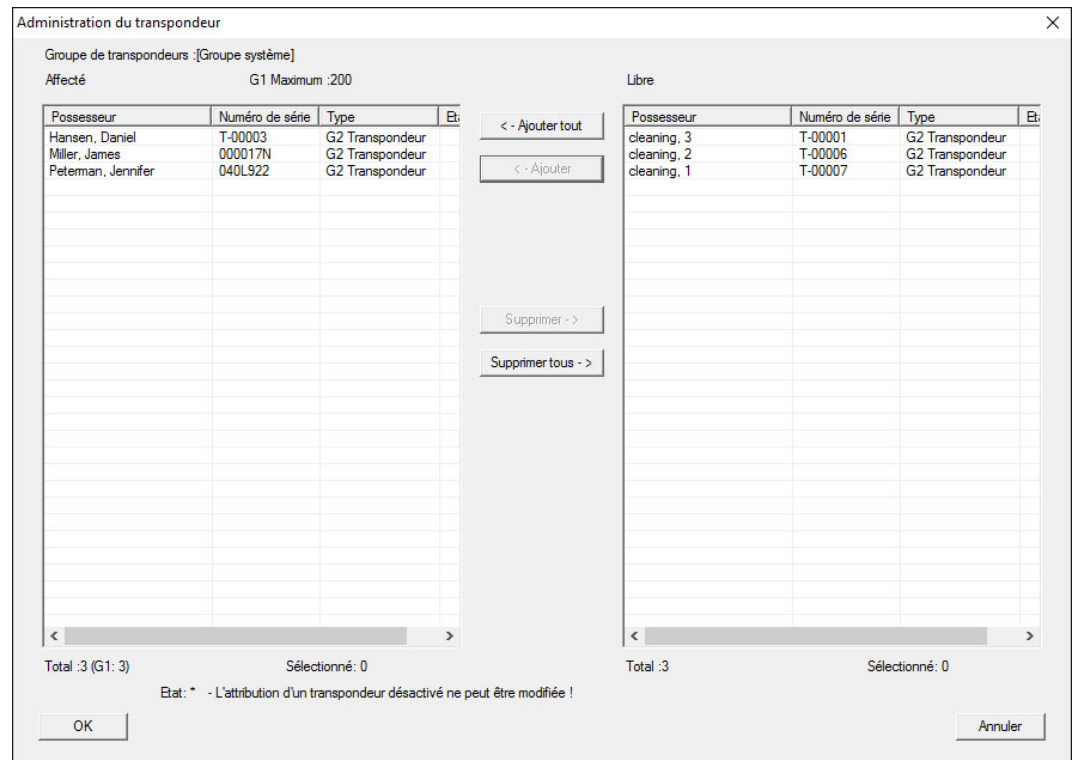 Administration du transpondeur
Groupe de transpondeurs :[Groupe système]
Affecté G1 Maximum :200 Libre
Possesseur Numéro de série Type Eta Possesseur Numéro de série Type Et
Hansen, Daniel T-00003 G2 Transpondeur cleaning, 3 T-00001 G2 Transpondeur
Miller, James 000017N G2 Transpondeur cleaning, 2 T-00006 G2 Transpondeur
Peterman, Jennifer 040L922 G2 Transpondeur cleaning, 1 T-00007 G2 Transpondeur
< - Ajouter tout
< - Ajouter
Supprimer - >
Supprimer tous - >
Total :3 (G1: 3) Sélectionné: 0 Total :3 Sélectionné: 0
Etat: * - L'attribution d'un transpondeur désactivé ne peut être modifiée !
OK Annuler